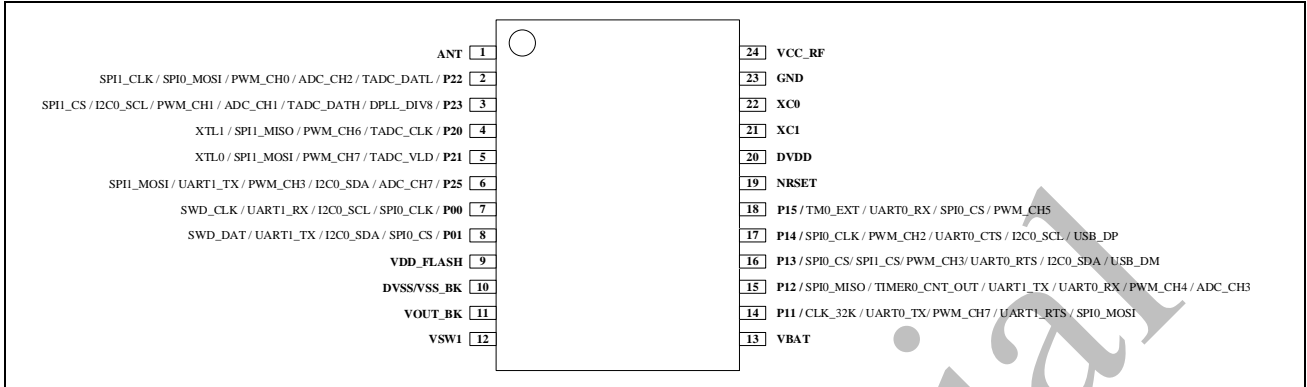 ANT 1
SPI1_CLK / SPI0_MOSI / PWM_CH0 / ADC_CH2 / TADC_DATL / P22 2
SPI1_CS / I2C0_SCL / PWM_CH1 / ADC_CH1 / TADC_DATH / DPLL_DIV8 / P23 3
XTL1 / SPI1_MISO / PWM_CH6 / TADC_CLK / P20 4
XTL0 / SPI1_MOSI / PWM_CH7 / TADC_VLD / P21 5
SPI1_MOSI / UART1_TX / PWM_CH3 / I2C0_SDA / ADC_CH7 / P25 6
SWD_CLK / UART1_RX / I2C0_SCL / SPI0_CLK / P00 7
SWD_DAT / UART1_TX / I2C0_SDA / SPI0_CS / P01 8
VDD_FLASH 9
DVSS/VSS_BK 10
VOUT_BK 11
VSW1 12
24 VCC_RF
23 GND
22 XC0
21 XC1
20 DVDD
19 NRSET
18 P15 / TM0_EXT / UART0_RX / SPI0_CS / PWM_CH5
17 P14 / SPI0_CLK / PWM_CH2 / UART0_CTS / I2C0_SCL / USB_DP
16 P13 / SPI0_CS/ SPI1_CS/ PWM_CH3/ UART0_RTS / I2C0_SDA / USB_DM
15 P12 / SPI0_MISO / TIMER0_CNT_OUT / UART1_TX / UART0_RX / PWM_CH4 / ADC_CH3
14 P11 / CLK_32K / UART0_TX/ PWM_CH7 / UART1_RTS / SPI0_MOSI
13 VBAT
ial